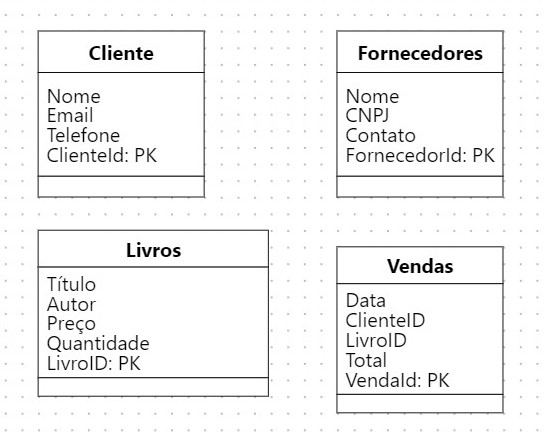 Cliente
Nome
Email
Telefone
ClienteId: PK
Fornecedores
Nome
CNPJ
Contato
FornecedorId: PK
Livros
Título
Autor
Preço
Quantidade
LivroID: PK
Vendas
Data
ClienteID
LivroID
Total
VendaId: PK